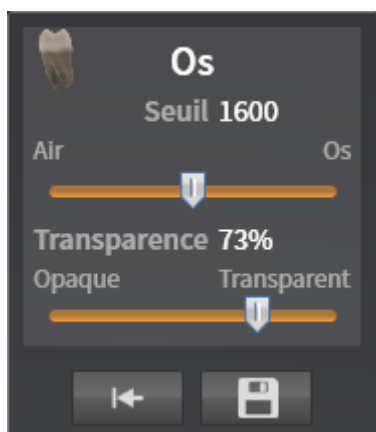 Os
Seuil 1600
Air Os
Transparence 73%
Opaque Transparent